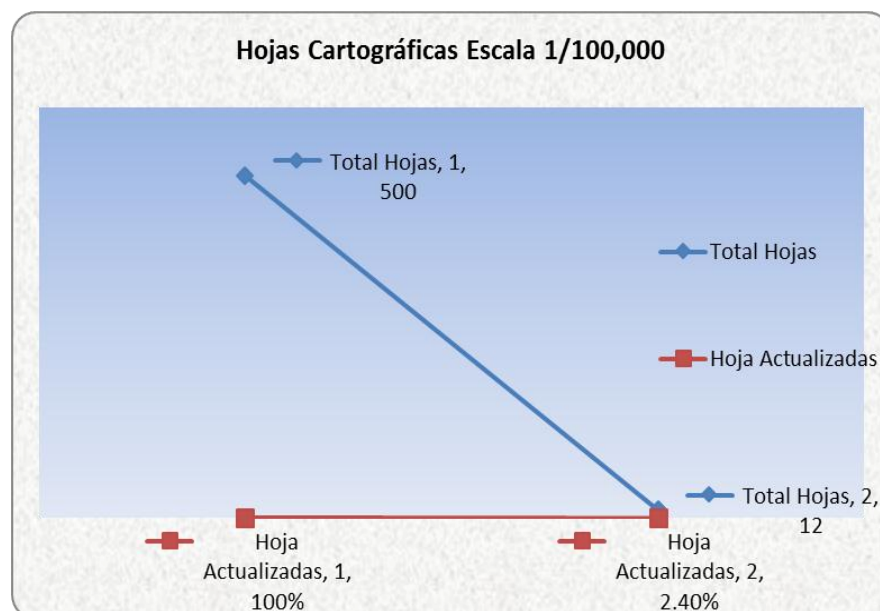 Hojas Cartográficas Escala 1/100,000
Total Hojas, 1,
500
Total Hojas
Hoja Actualizadas
Total Hojas, 2,
12
Hoja
Actualizadas, 1,
100%
Hoja
Actualizadas, 2,
2.40%